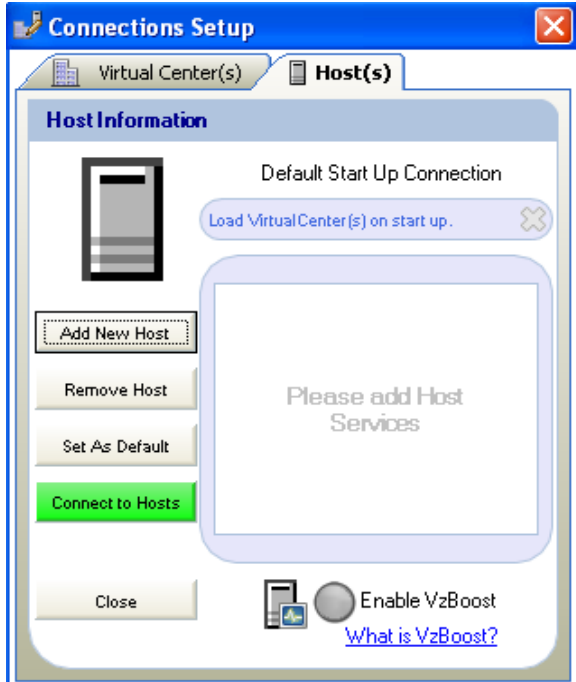 Connections Setup
Virtual Center(s)
Host(s)
Host Information
Default Start Up Connection
Load VirtualCenter(s) on start up.
Add New Host
Remove Host
Set As Default
Connect to Hosts
Please add Host
Services
Close
Enable VzBoost
What is VzBoost?